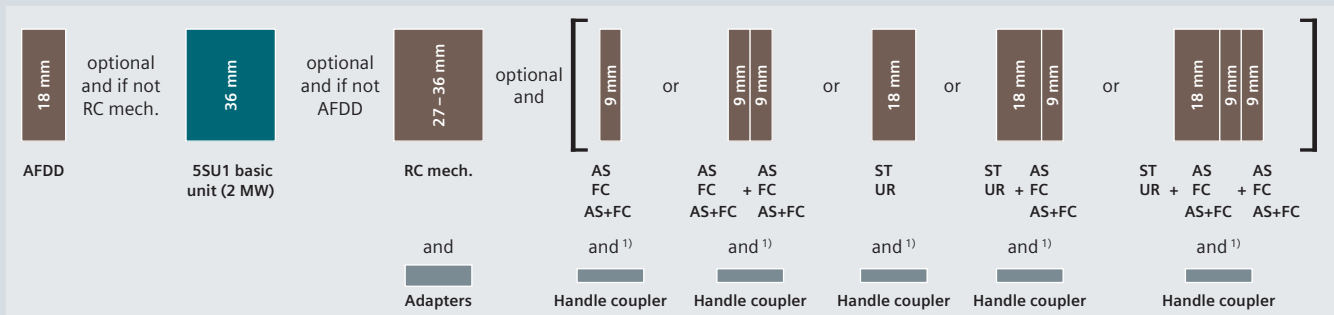 18 mm
optional
and if not
RC mech.
36 mm
optional
and if not
AFDD
27–36 mm
optional
and
9 mm
or
9 mm
9 mm
or
18 mm
or
18 mm
9 mm
or
18 mm
9 mm
9 mm
AFDD
5SU1 basic
unit (2 MW)
RC mech.
AS
FC
AS+FC
AS AS
FC + FC
AS+FC AS+FC
ST
UR
ST AS
UR + FC
AS+FC
ST AS AS
UR + FC + FC
AS+FC AS+FC
and
Adapters
and 1)
Handle coupler
and 1)
Handle coupler
and 1)
Handle coupler
and 1)
Handle coupler
and 1)
Handle coupler